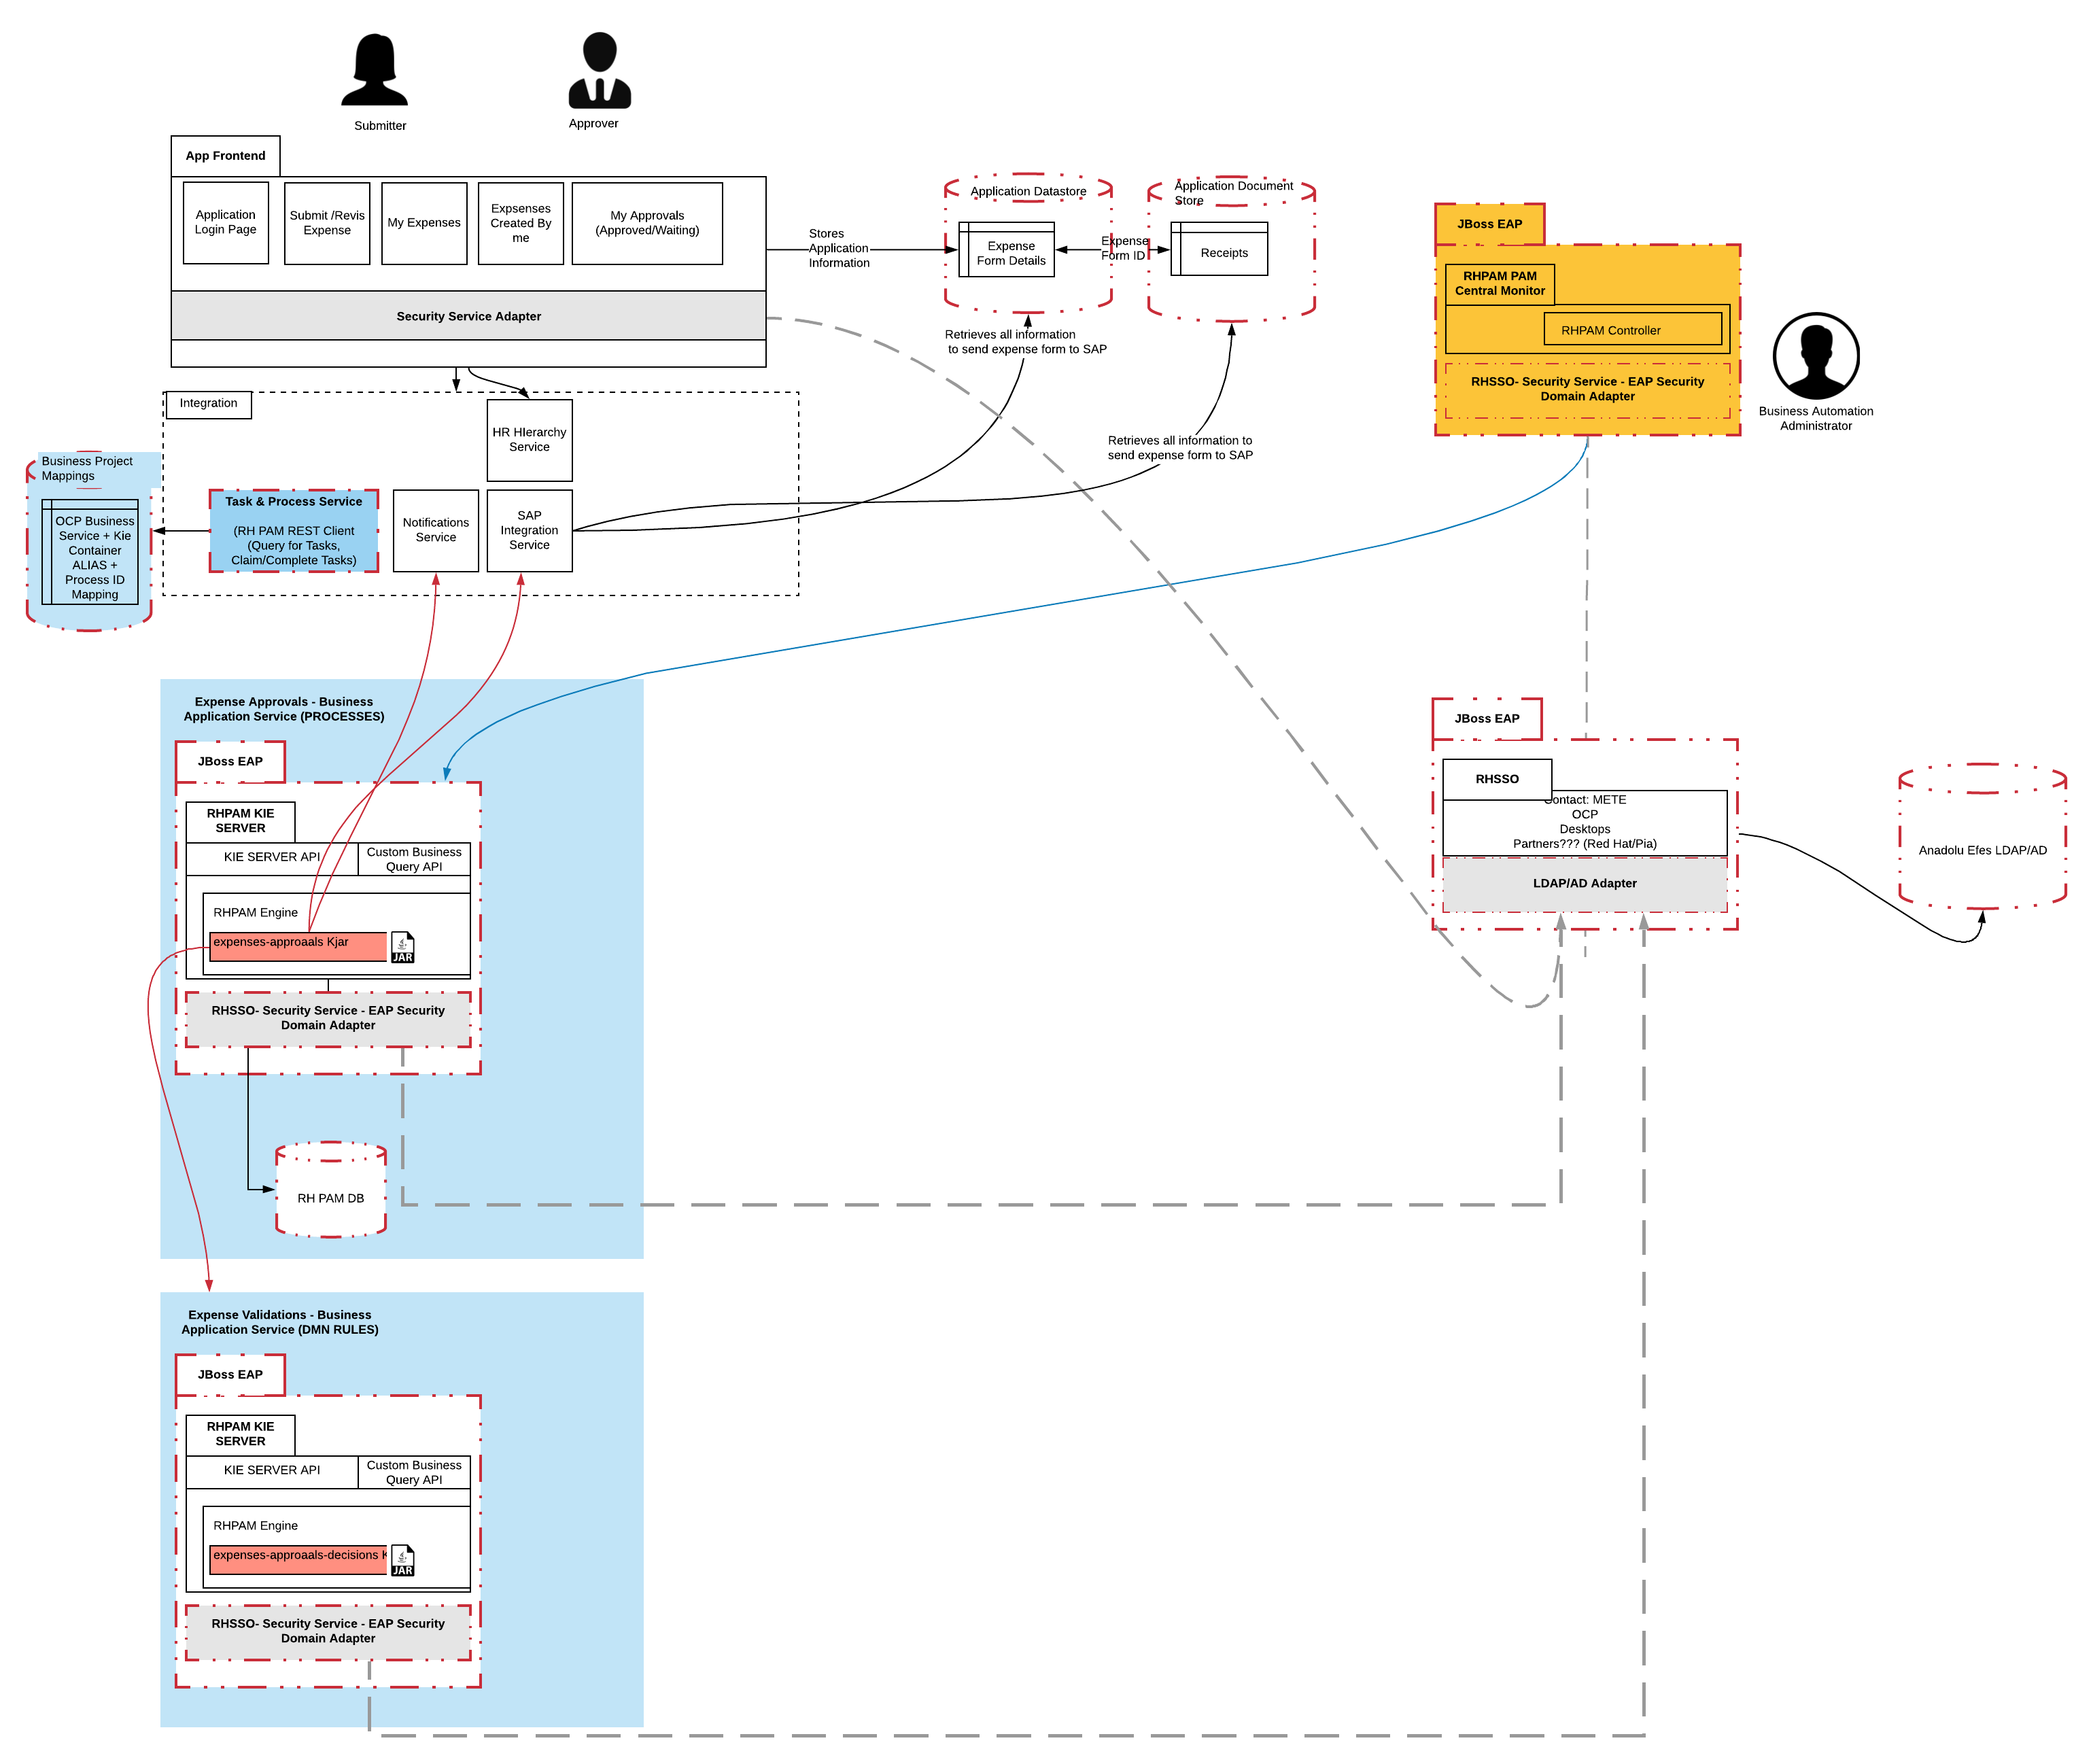 Submitter
Approver
App Frontend
Application
Login Page
Submit /Revis
Expense
My Expenses
Expsenses
Created By
me
My Approvals
(Approved/Waiting)
Security Service Adapter
Stores
Application
Information
Application Datastore
Expense
Form Details
Expense
Form ID
Application Document
Store
Receipts
Retrieves all information
to send expense form to SAP
Retrieves all information to
send expense form to SAP
JBoss EAP
RHPAM PAM
Central Monitor
RHPAM Controller
RHSSO- Security Service - EAP Security
Domain Adapter
Business Automation
Administrator
Integration
HR HIerarchy
Service
Business Project
Mappings
OCP Business
Service + Kie
Container
ALIAS +
Process ID
Mapping
Task & Process Service
(RH PAM REST Client
(Query for Tasks,
Claim/Complete Tasks)
Notifications
Service
SAP
Integration
Service
Expense Approvals - Business
Application Service (PROCESSES)
JBoss EAP
RHPAM KIE
SERVER
KIE SERVER API
Custom Business
Query API
RHPAM Engine
expenses-approaals Kjar
JAR
RHSSO- Security Service - EAP Security
Domain Adapter
RH PAM DB
JBoss EAP
RHSSO
Contact: METE
OCP
Desktops
Partners??? (Red Hat/Pia)
LDAP/AD Adapter
Anadolu Efes LDAP/AD
Expense Validations - Business
Application Service (DMN RULES)
JBoss EAP
RHPAM KIE
SERVER
KIE SERVER API
Custom Business
Query API
RHPAM Engine
expenses-approaals-decisions K
JAR
RHSSO- Security Service - EAP Security
Domain Adapter